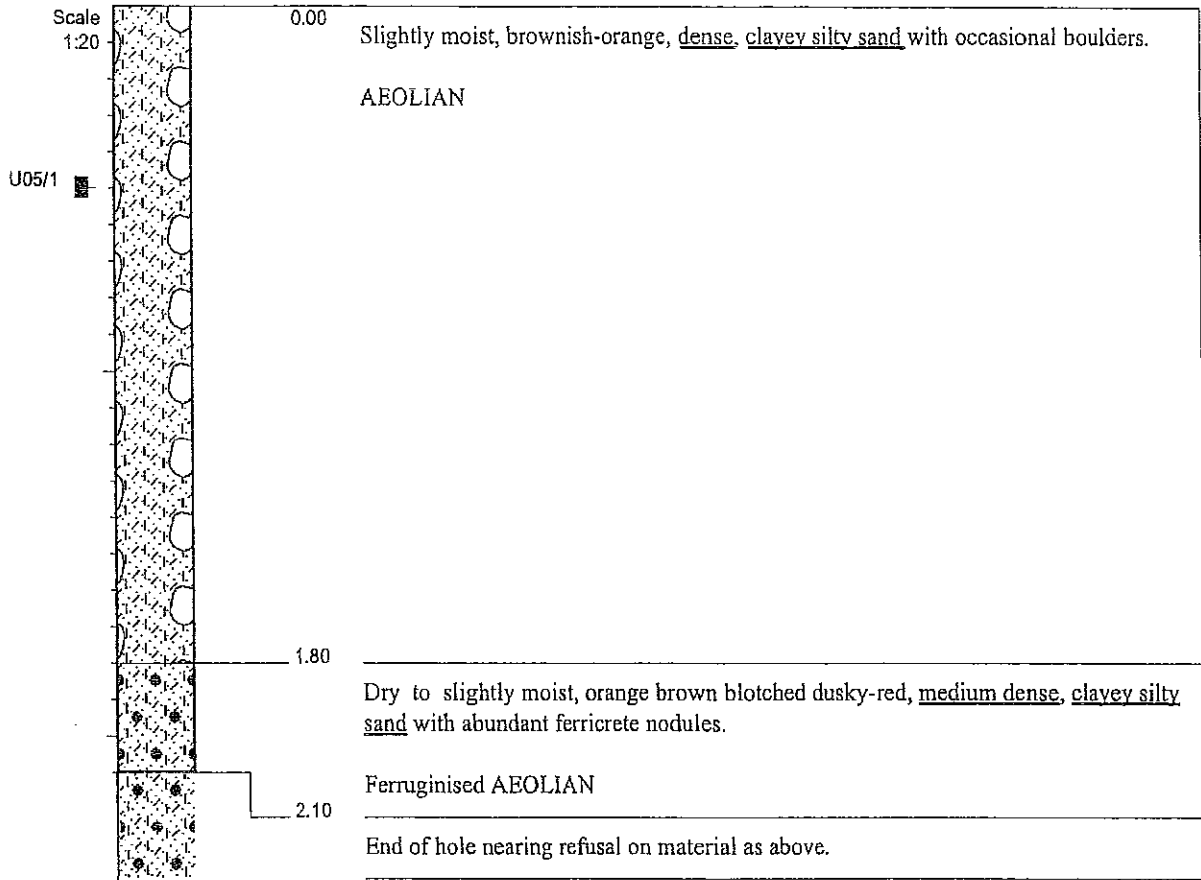 Scale
1:20
0.00
Slightly moist, brownish-orange, dense, clayey silty sand with occasional boulders.
AEOLIAN
U05/1
1.80
Dry to slightly moist, orange brown blotched dusky-red, medium dense, clayey silty
sand with abundant ferricrete nodules.
Ferruginised AEOLIAN
2.10
End of hole nearing refusal on material as above.